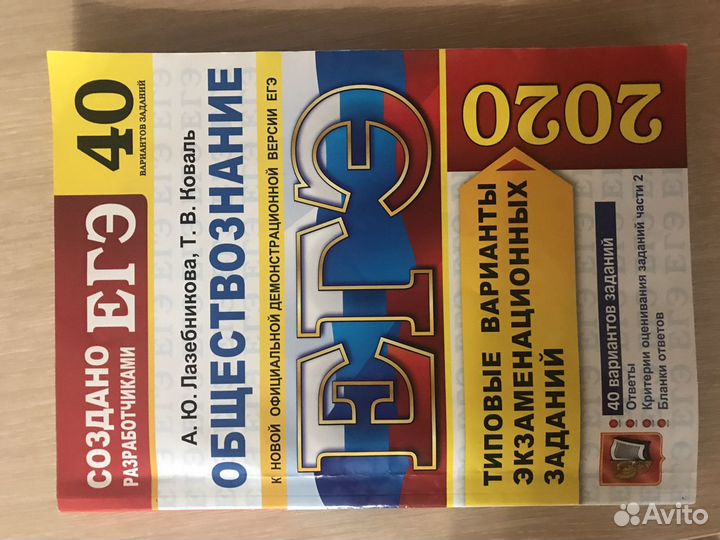 СОЗДАНО
РАЗРАБОТЧИКАМИ ЕГЭ
40
ВАРИАНТОВ ЗАДАНИЙ
А. Ю. Лазебникова, Т. В. Коваль
ОБЩЕСТВОЗНАНИЕ
К НОВОЙ ОФИЦИАЛЬНОЙ ДЕМОНСТРАЦИОННОЙ ВЕРСИИ ЕГЭ
ЕГЭ
ТИПОВЫЕ ВАРИАНТЫ
ЭКЗАМЕНАЦИОННЫХ
ЗАДАНИЙ
2020
40 вариантов заданий
Ответы
Критерии оценивания заданий части 2
Бланки ответов
Avito